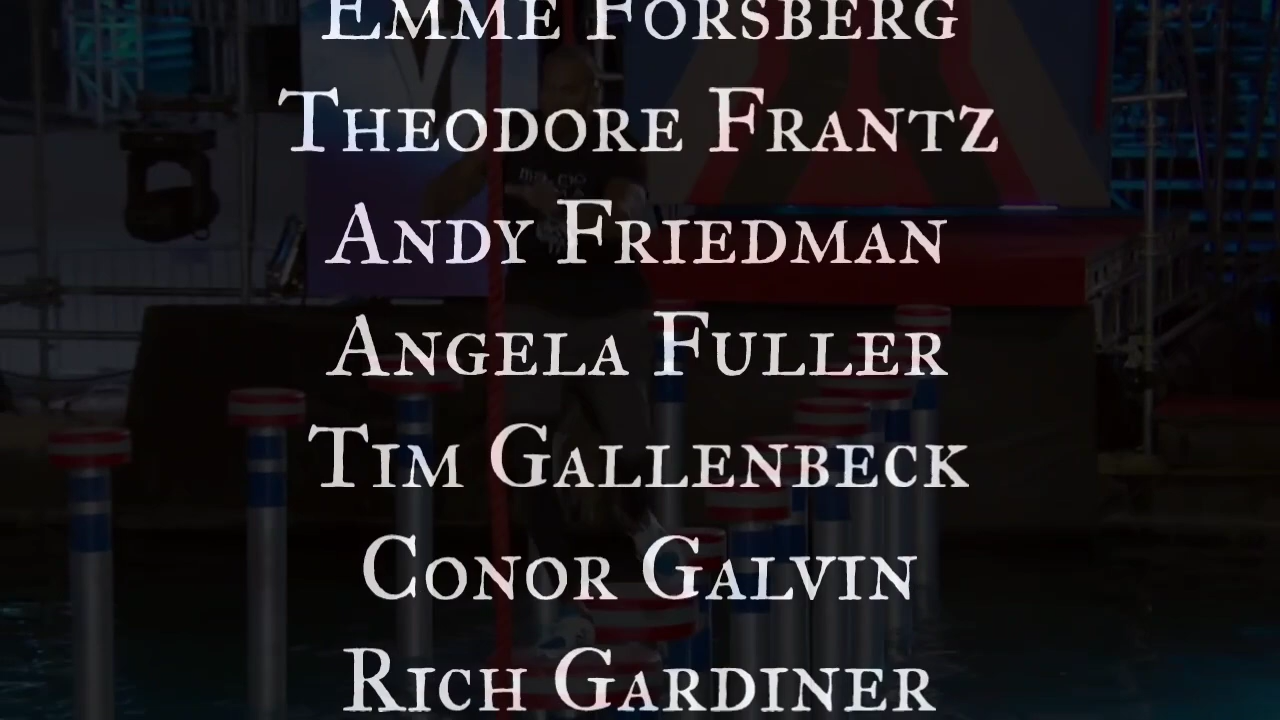 Emme Forsberg
Theodore Frantz
Andy Friedman
Angela Fuller
Tim Gallenbeck
Conor Galvin
Rich Gardiner